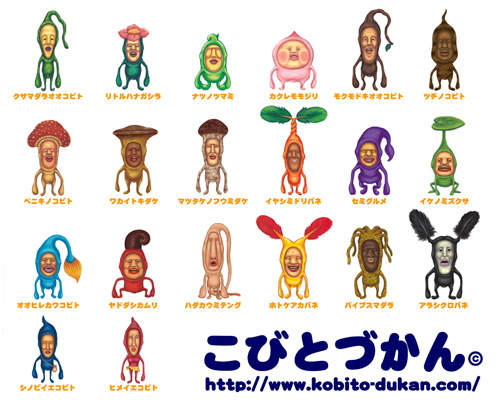 クサマダラオオコビト
リトルハナガシラ
ナツノツマミ
カクレモモジリ
モクモドキオオコビト
ツチノコビト
ベニキノコビト
ワカイトキダケ
マツタケノフウミダケ
イヤシミドリバネ
セミグルメ
イケノミズクサ
オオヒレカワコビト
ヤドダシカムリ
ハダカウミテング
ホトケアカバネ
バイブスマダラ
アラシクロバネ
シノビイエコビト
ヒメイエコビト
こびとづかん©
http://www.kobito-dukan.com/